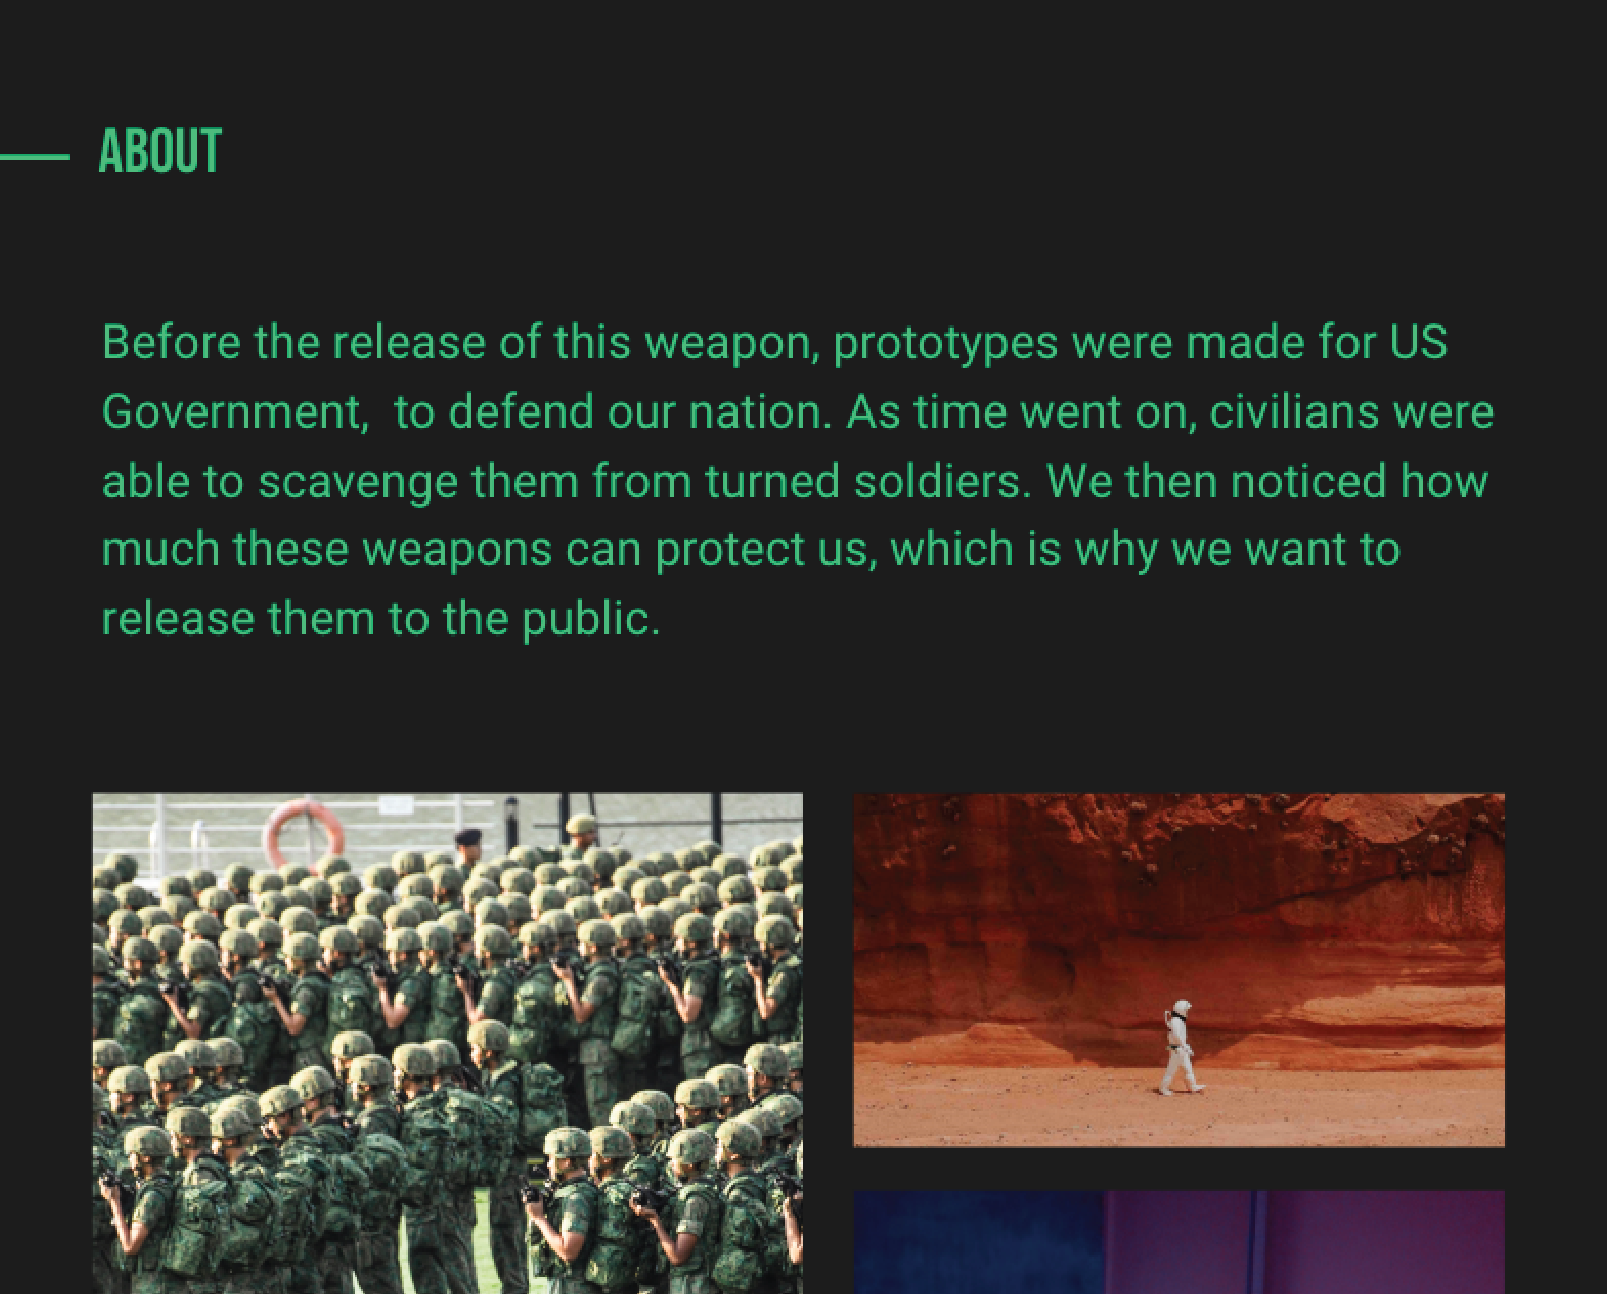 ABOUT
Before the release of this weapon, prototypes were made for US
Government,  to defend our nation. As time went on, civilians were
able to scavenge them from turned soldiers. We then noticed how
much these weapons can protect us, which is why we want to
release them to the public.